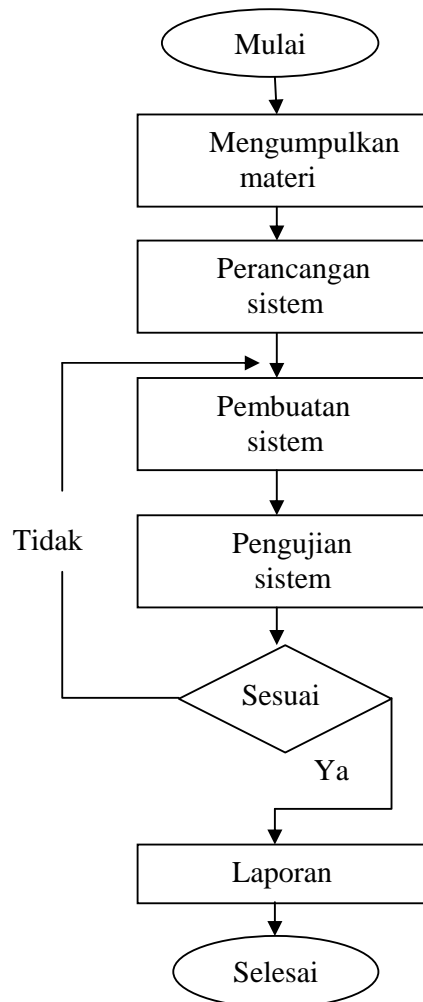 Mulai
Mengumpulkan
materi
Perancangan
sistem
Pembuatan
sistem
Tidak
Pengujian
sistem
Sesuai
Ya
Laporan
Selesai